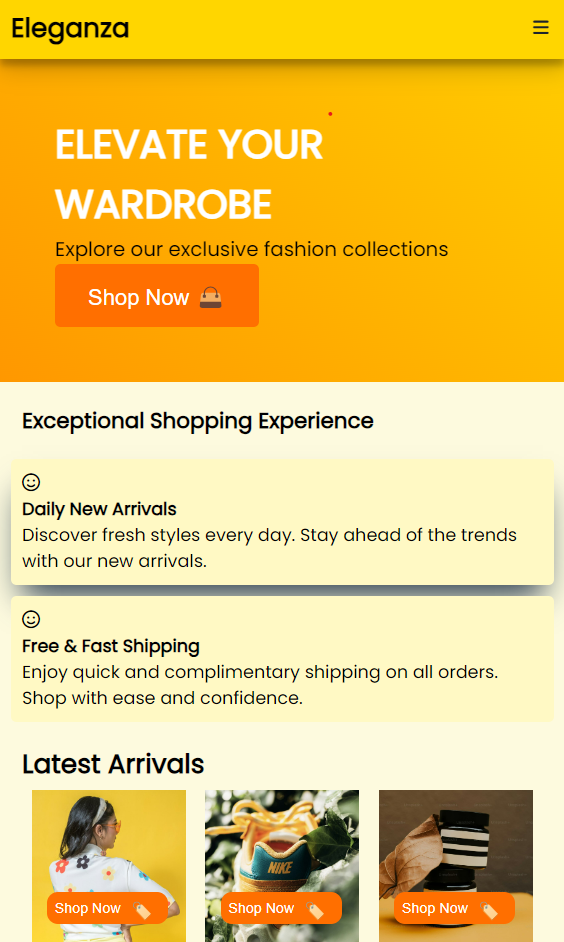 Eleganza
ELEVATE YOUR
WARDROBE
Explore our exclusive fashion collections
Shop Now
Exceptional Shopping Experience
Daily New Arrivals
Discover fresh styles every day. Stay ahead of the trends
with our new arrivals.
Free & Fast Shipping
Enjoy quick and complimentary shipping on all orders.
Shop with ease and confidence.
Latest Arrivals
NIKE
Shop Now
Shop Now
Shop Now